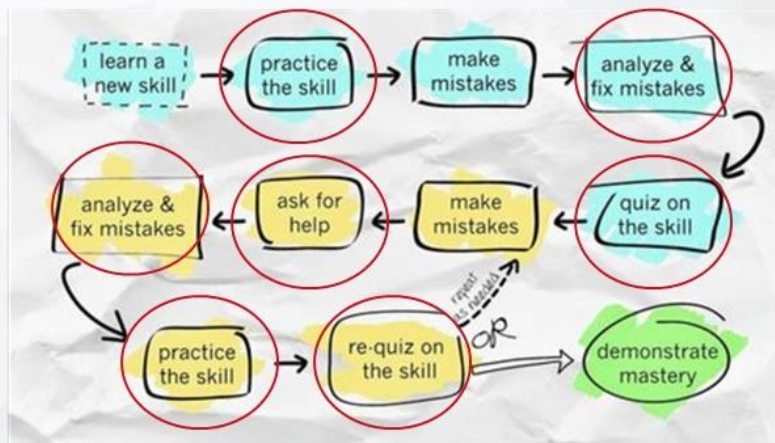 learn a
new skill
practice
the skill
make
mistakes
analyze &
fix mistakes
quiz on
the skill
make
mistakes
ask for
help
analyze &
fix mistakes
practice
the skill
re-quiz on
the skill
repeat
as needed
OR
demonstrate
mastery